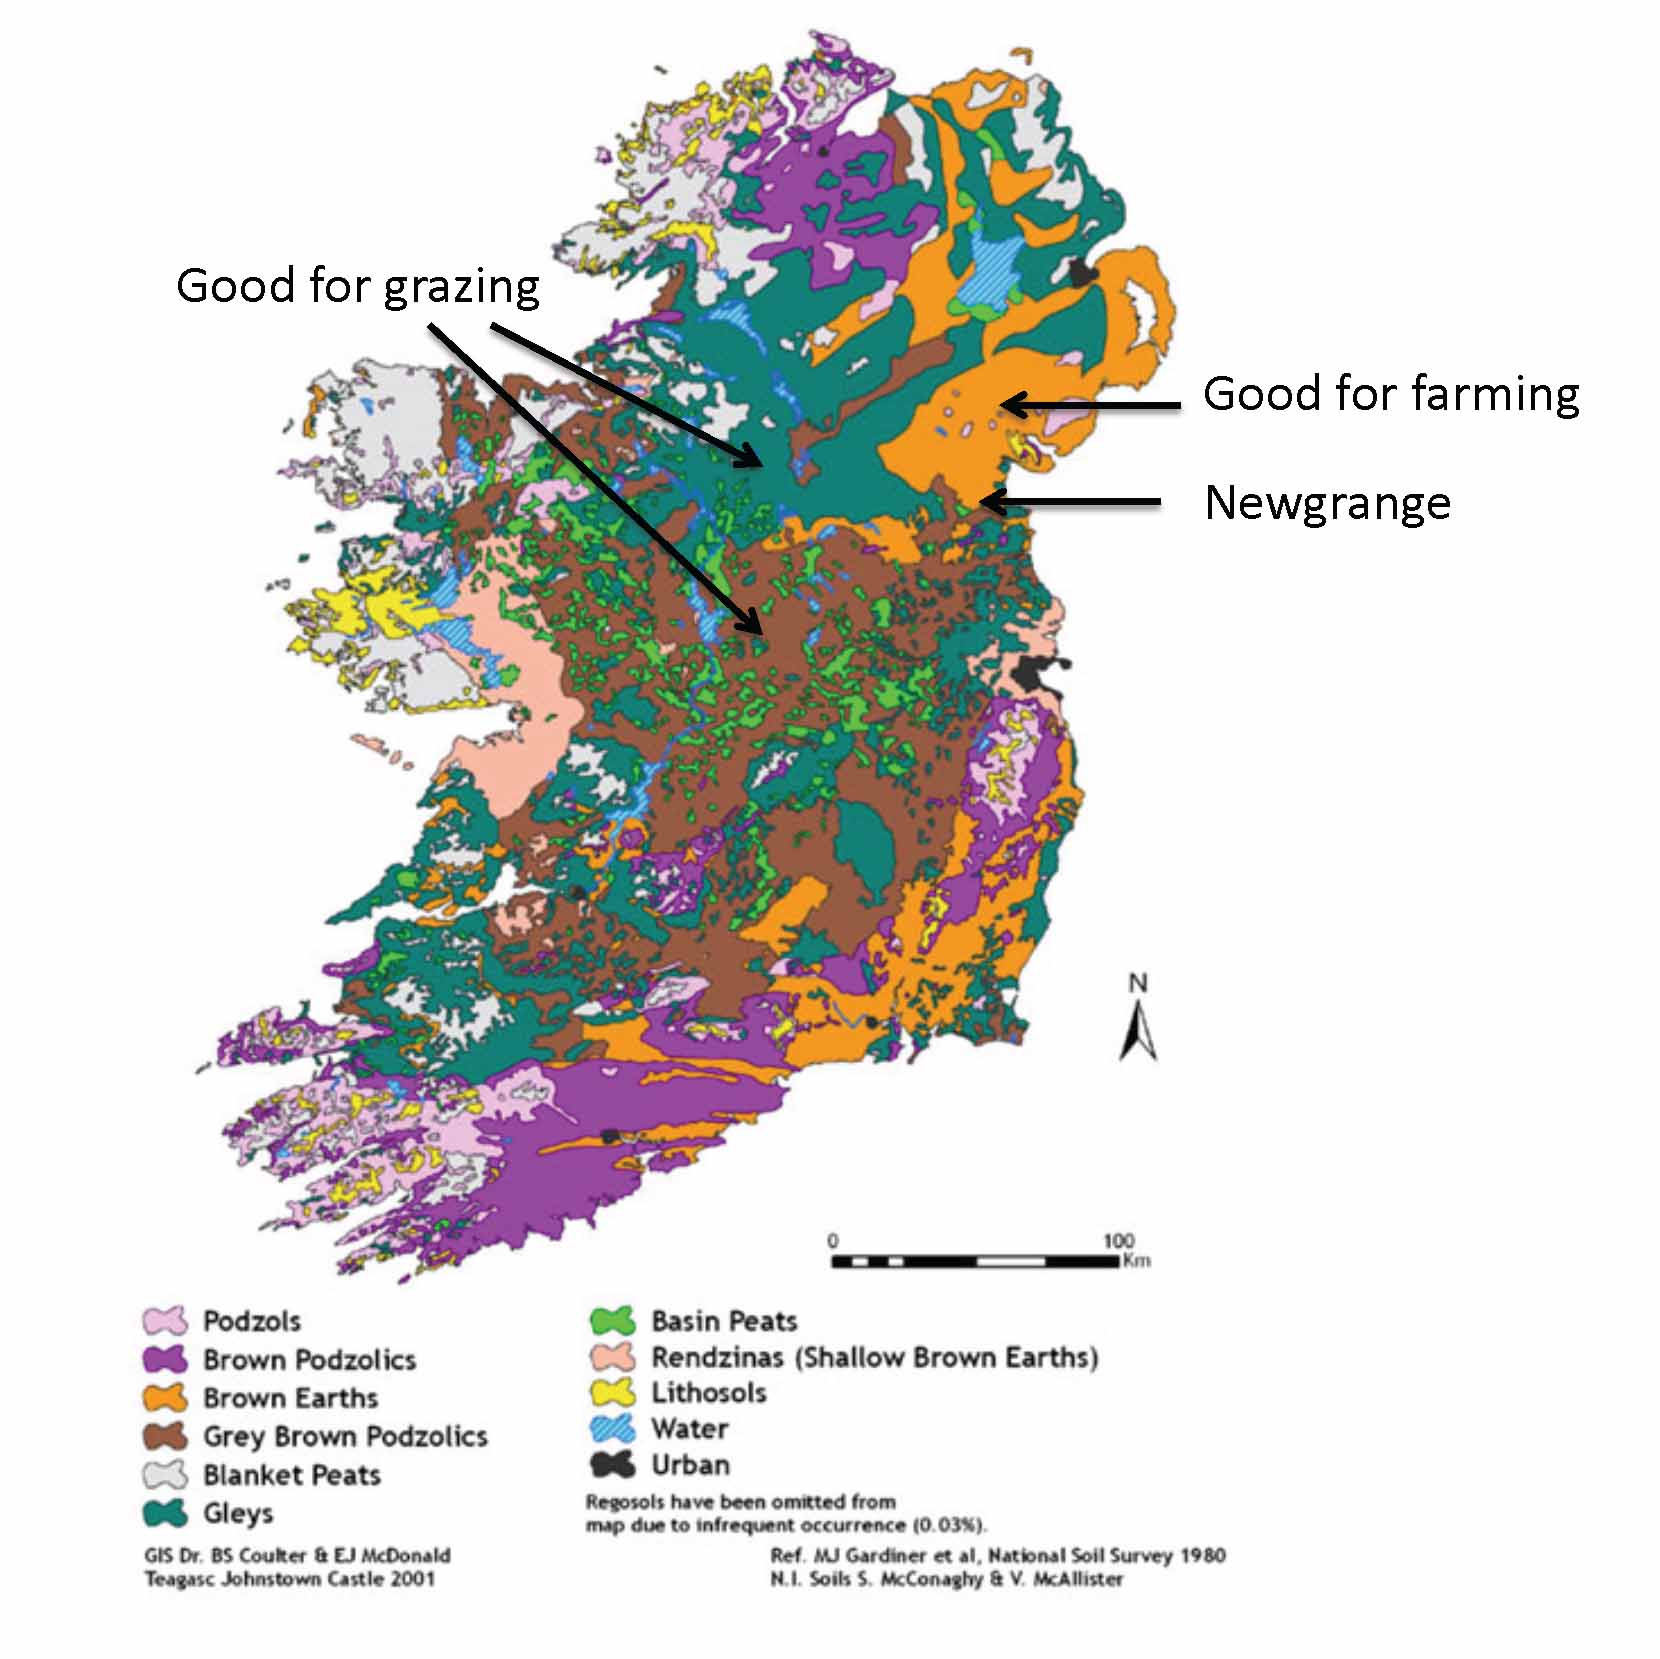 Good for grazing
Good for farming
Newgrange
N
0 100
Km
Podzols
Brown Podzolics
Brown Earths
Grey Brown Podzolics
Blanket Peats
Gleys
Basin Peats
Rendzinas (Shallow Brown Earths)
Lithosols
Water
Urban
Regosols have been omitted from
map due to infrequent occurrence (0.03%).
GIS Dr. BS Coulter & EJ McDonald
Teagasc Johnstown Castle 2001
Ref. MJ Gardiner et al, National Soil Survey 1980
N.I. Soils S. McConaghy & V. McAllister